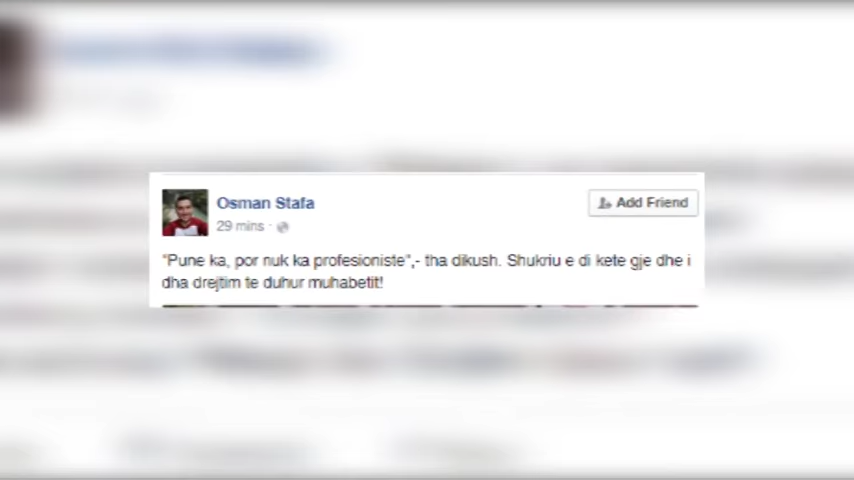 Osman Stafa
Add Friend
29 mins ·
"Pune ka, por nuk ka profesioniste",- tha dikush. Shukriu e di kete gje dhe i
dha drejtim te duhur muhabetit!